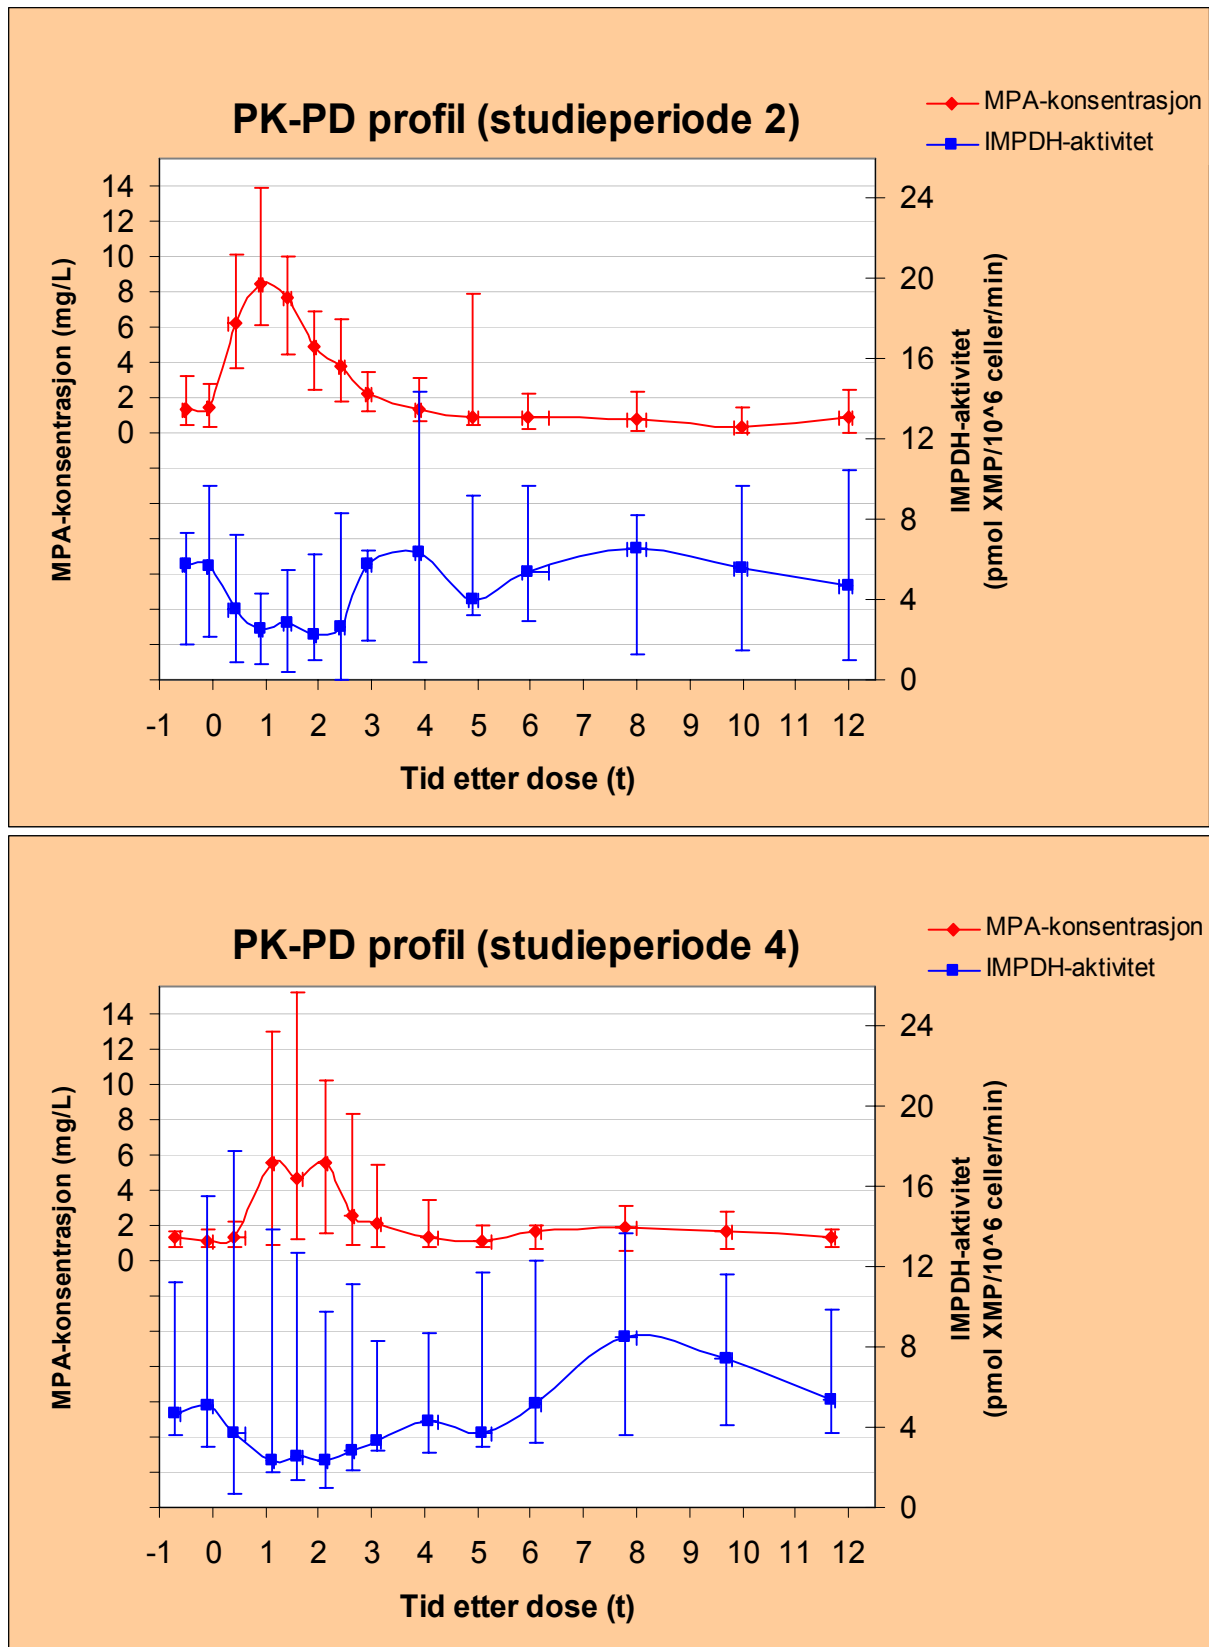 PK-PD profil (studieperiode 2)
MPA-konsentrasjon
IMPDH-aktivitet
MPA-konsentrasjon (mg/L)
14
12
10
8
6
4
2
0
24
20
16
12
8
4
0
IMPDH-aktivitet
(pmol XMP/10^6 celler/min)
-1 0 1 2 3 4 5 6 7 8 9 10 11 12
Tid etter dose (t)
PK-PD profil (studieperiode 4)
MPA-konsentrasjon
IMPDH-aktivitet
MPA-konsentrasjon (mg/L)
14
12
10
8
6
4
2
0
24
20
16
12
8
4
0
IMPDH-aktivitet
(pmol XMP/10^6 celler/min)
-1 0 1 2 3 4 5 6 7 8 9 10 11 12
Tid etter dose (t)